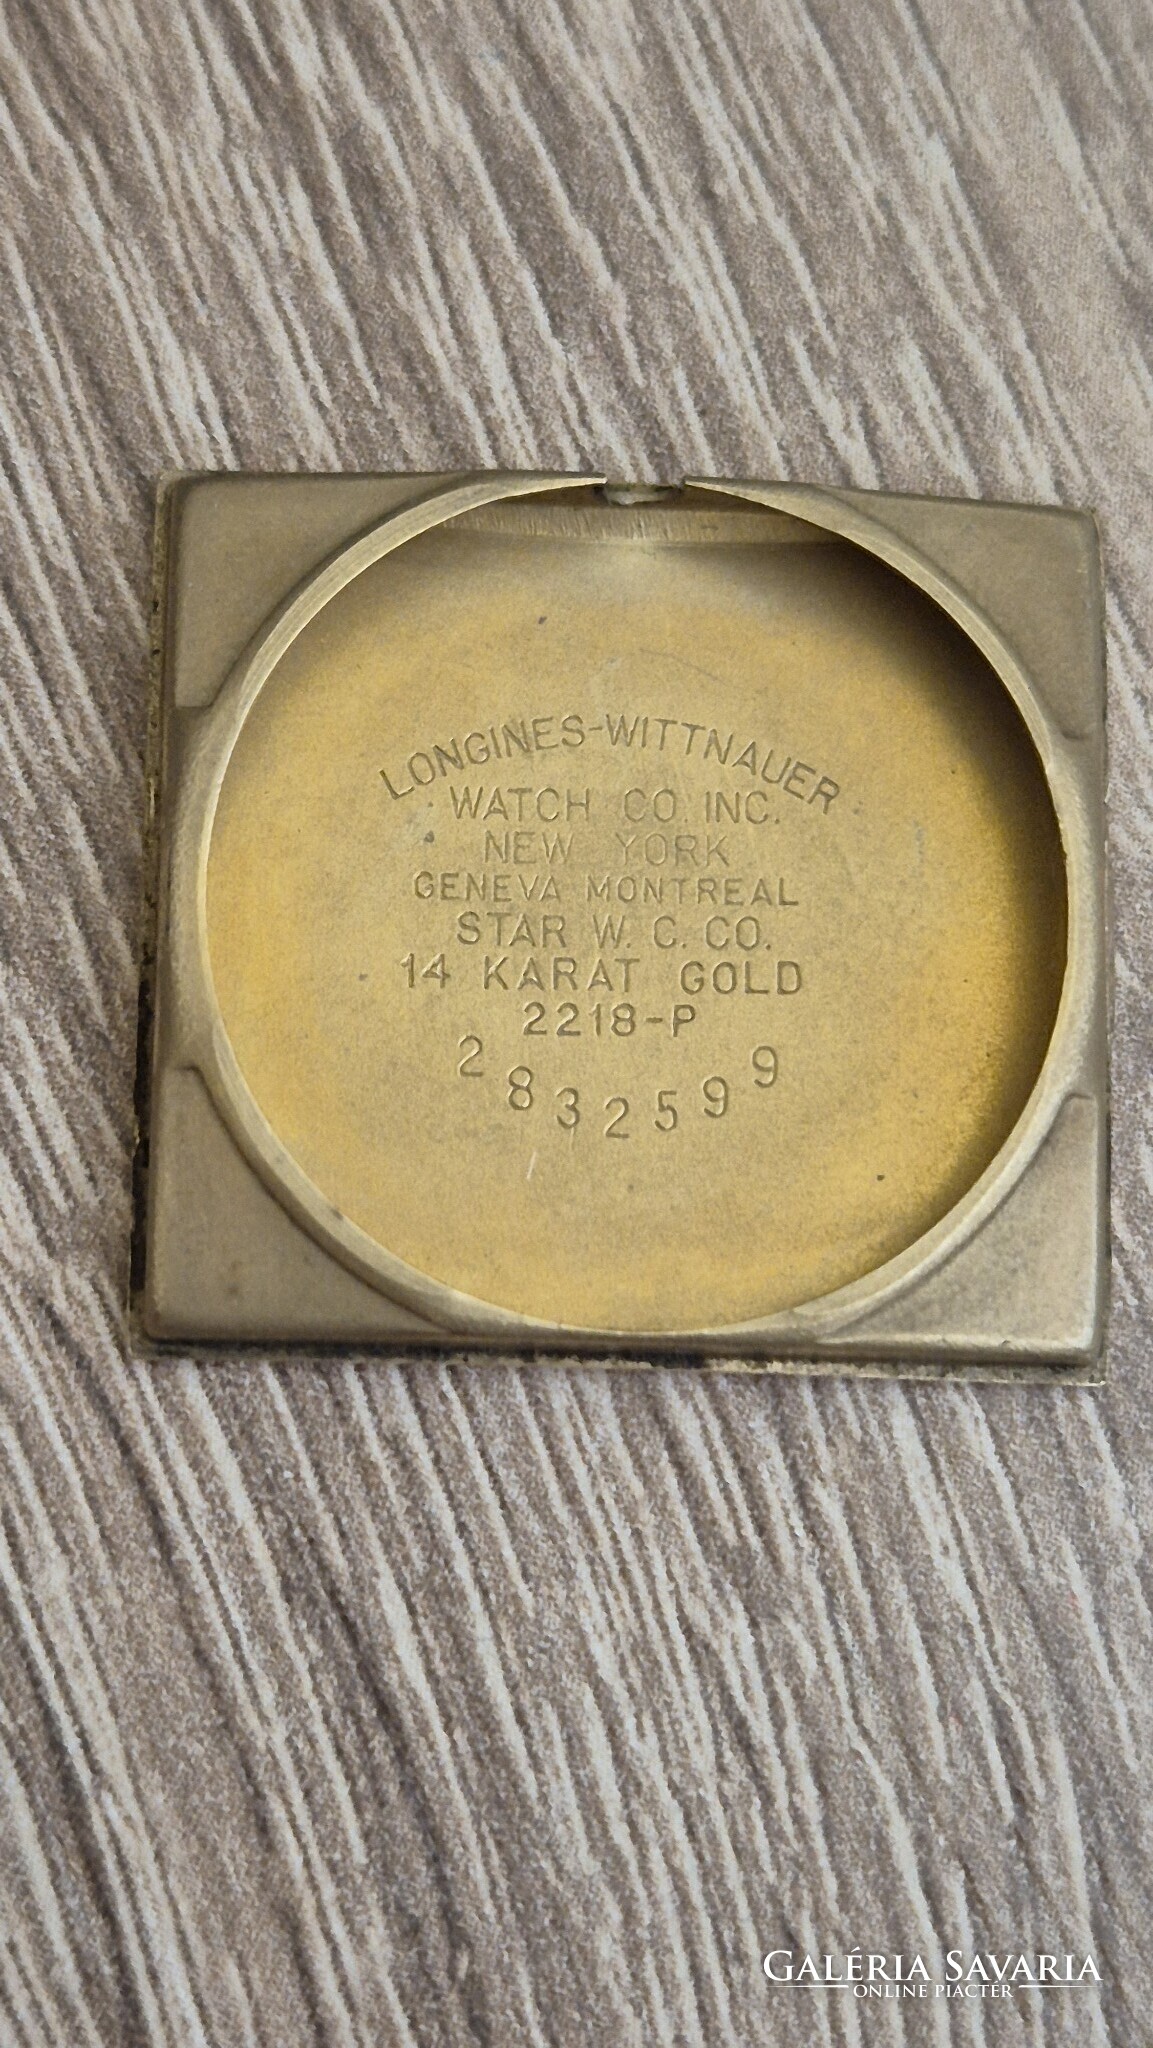 LONGINES-WITTNAUER
WATCH CO. INC.
NEW YORK
GENEVA MONTREAL
STAR W. C. CO.
14 KARAT GOLD
2218-P
2832599
GALÉRIA SAVARIA
ONLINE PIACTÉR